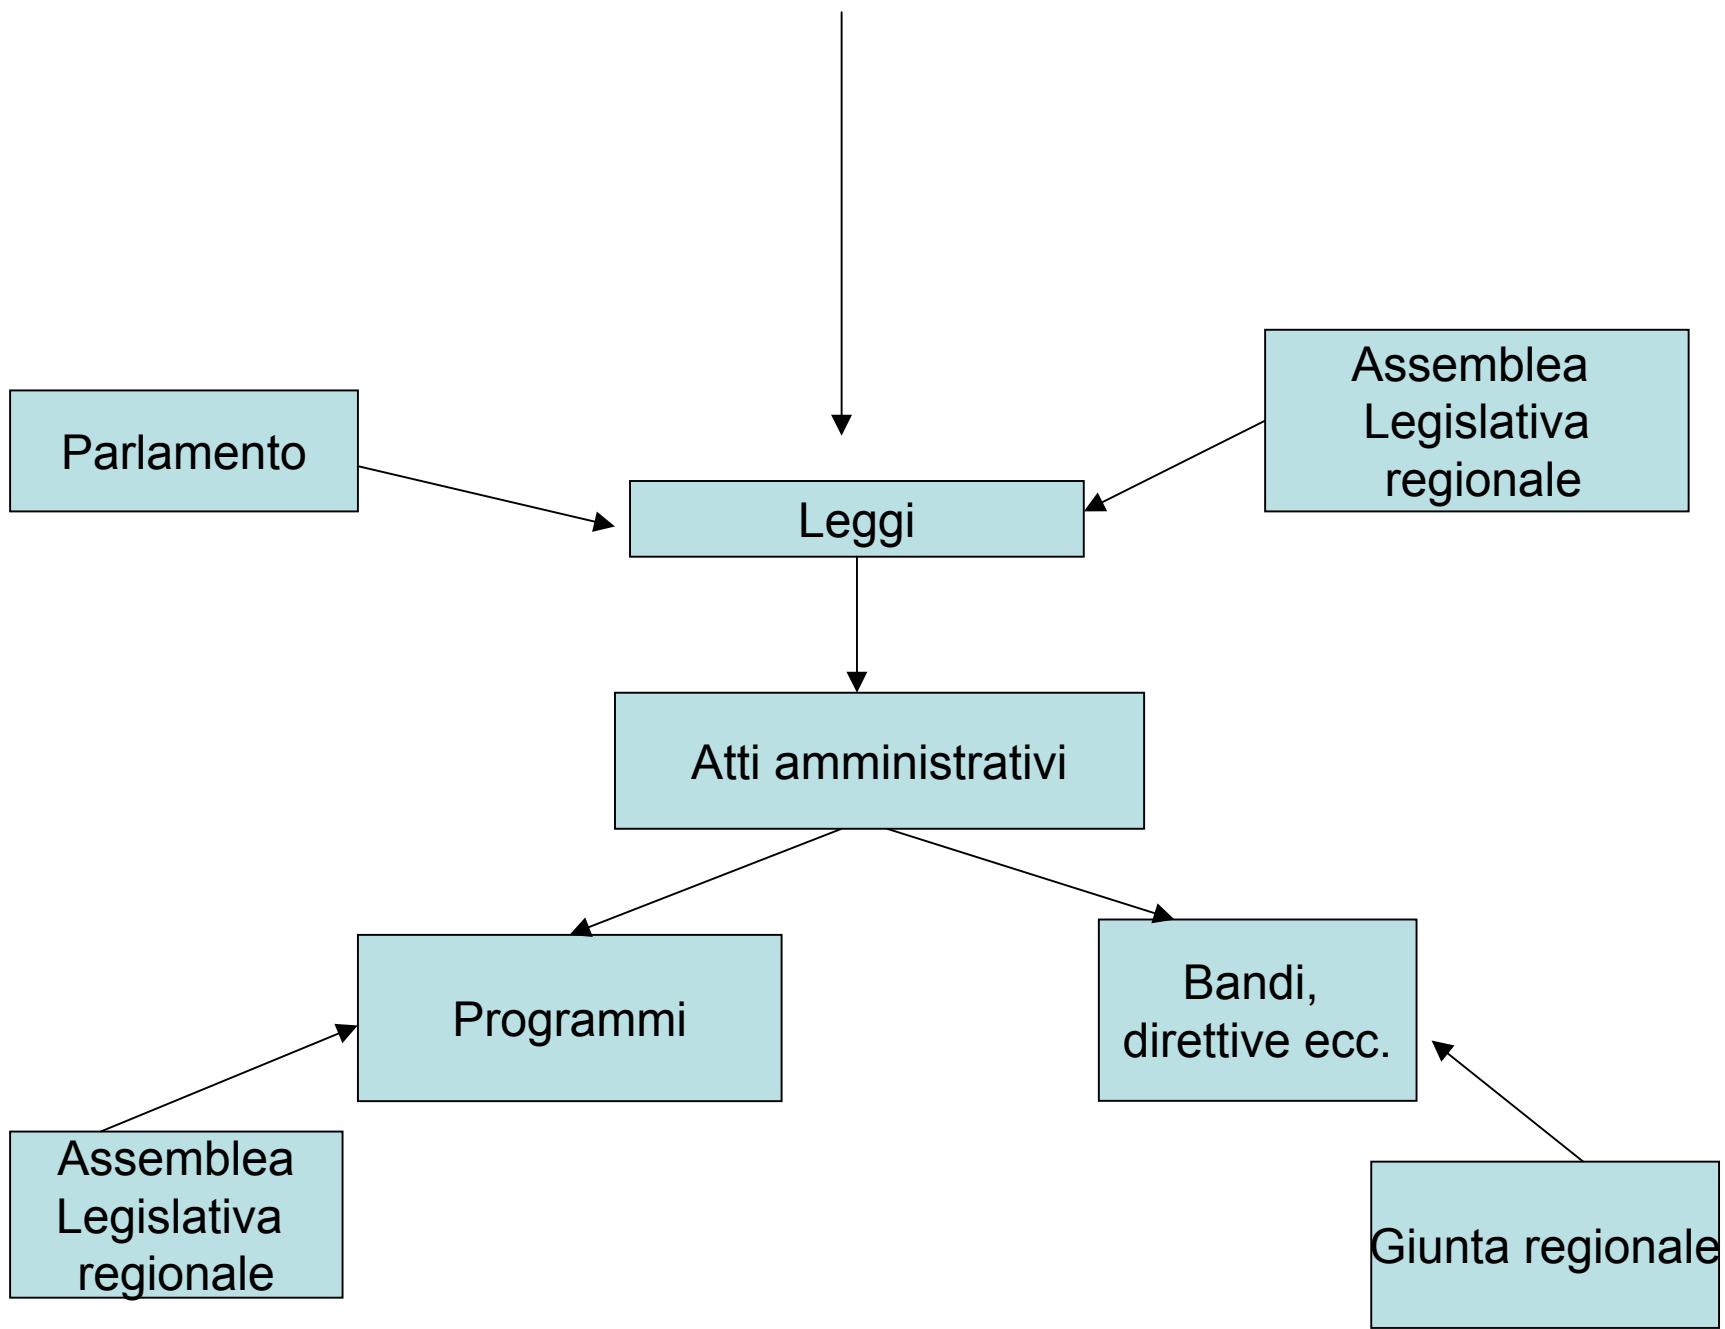 Assemblea
Legislativa
regionale
Parlamento
Leggi
Atti amministrativi
Programmi
Bandi,
direttive ecc.
Assemblea
Legislativa
regionale
Giunta regionale